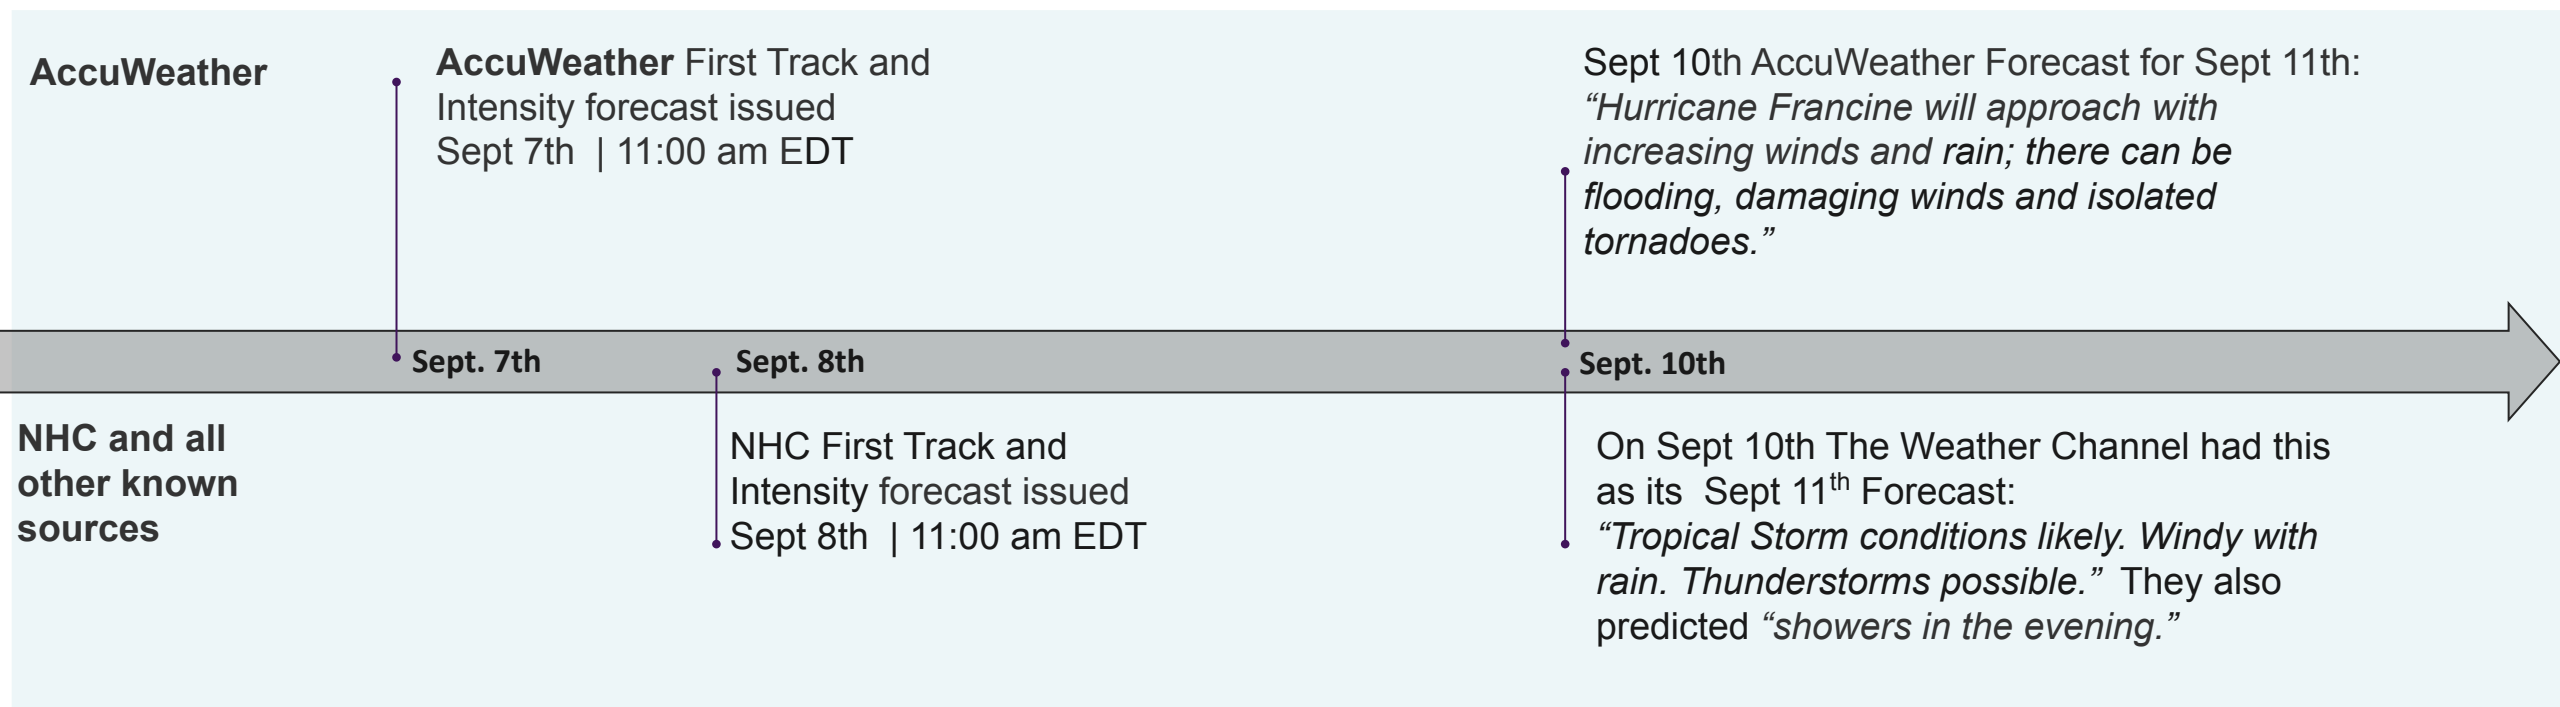 AccuWeather
AccuWeather First Track and
Intensity forecast issued
Sept 7th | 11:00 am EDT
Sept 10th AccuWeather Forecast for Sept 11th:
“Hurricane Francine will approach with
increasing winds and rain; there can be
flooding, damaging winds and isolated
tornadoes.”
Sept. 7th
Sept. 8th
Sept. 10th
NHC and all
other known
sources
NHC First Track and
Intensity forecast issued
Sept 8th | 11:00 am EDT
On Sept 10th The Weather Channel had this
as its Sept 11th Forecast:
“Tropical Storm conditions likely. Windy with
rain. Thunderstorms possible.” They also
predicted “showers in the evening.”